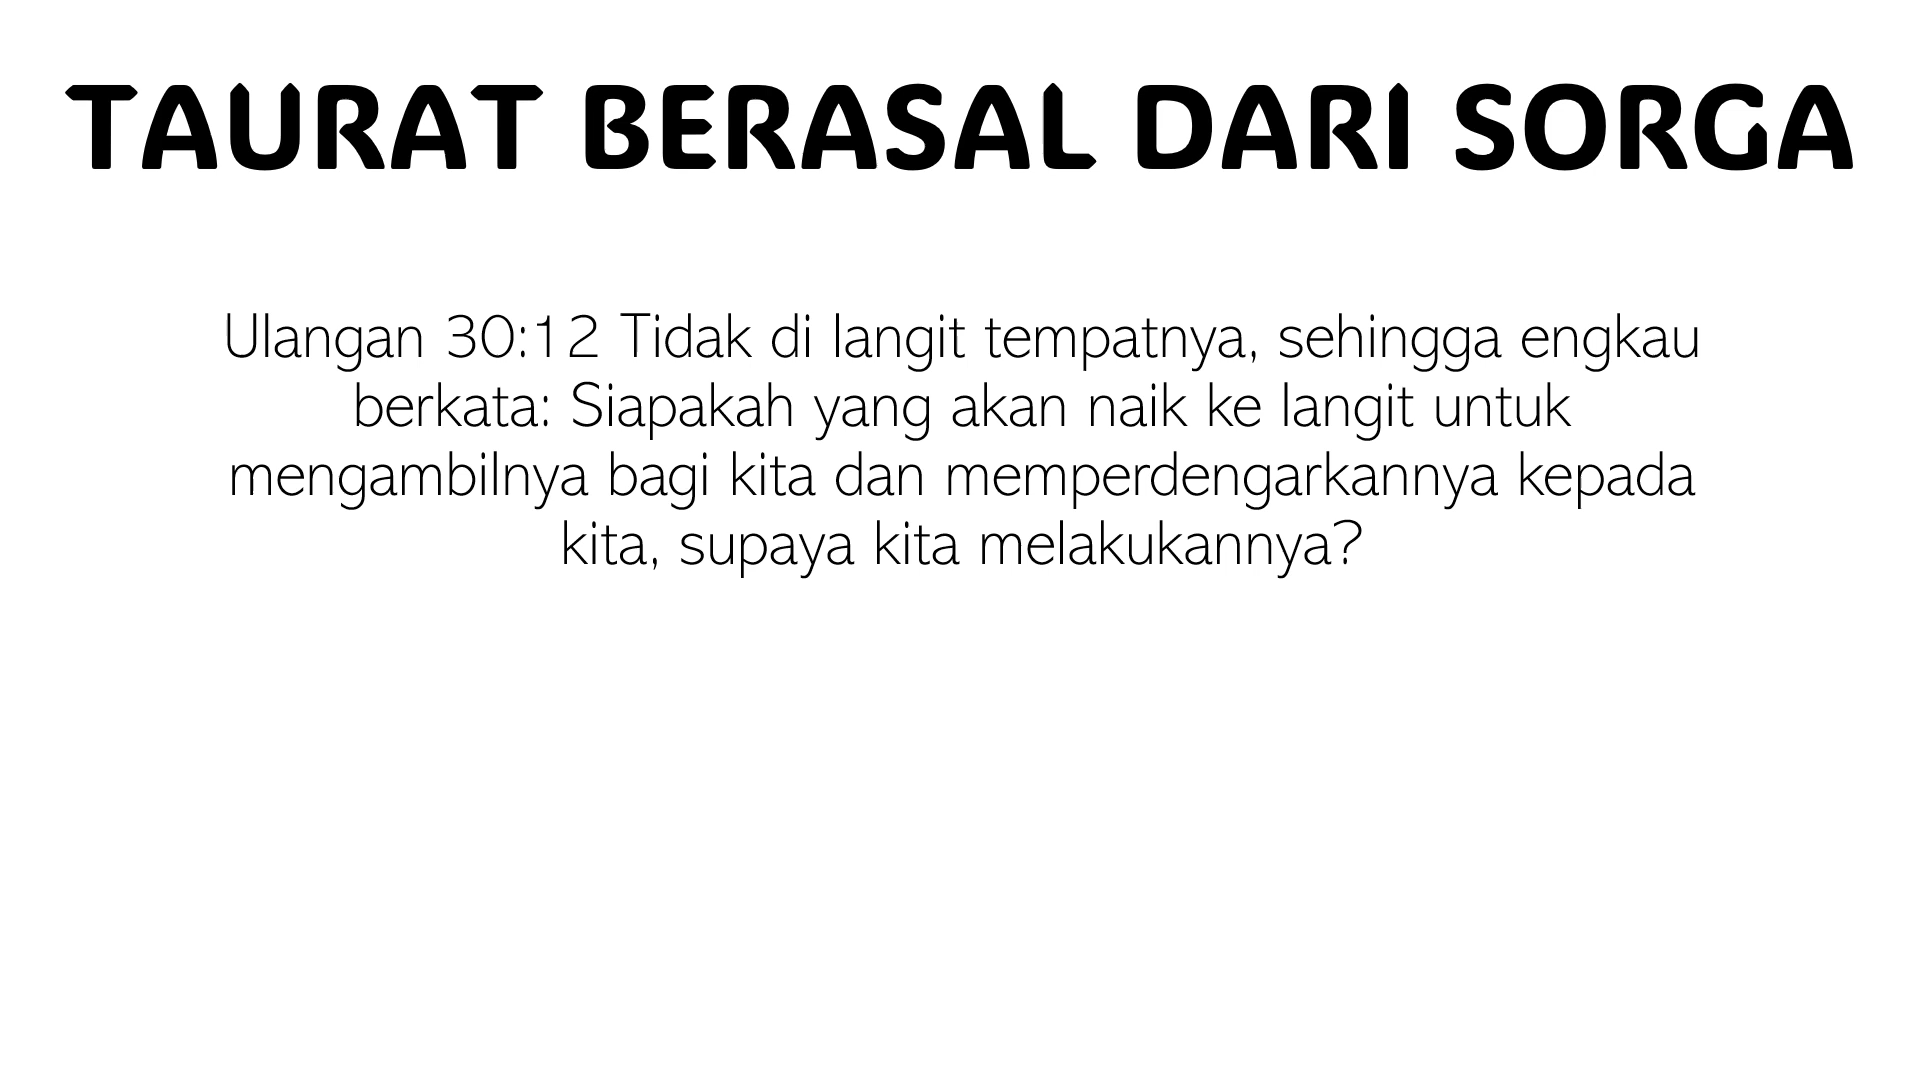 TAURAT BERASAL DARI SORGA
Ulangan 30:12 Tidak di langit tempatnya, sehingga engkau
berkata: Siapakah yang akan naik ke langit untuk
mengambilnya bagi kita dan memperdengarkannya kepada
kita, supaya kita melakukannya?